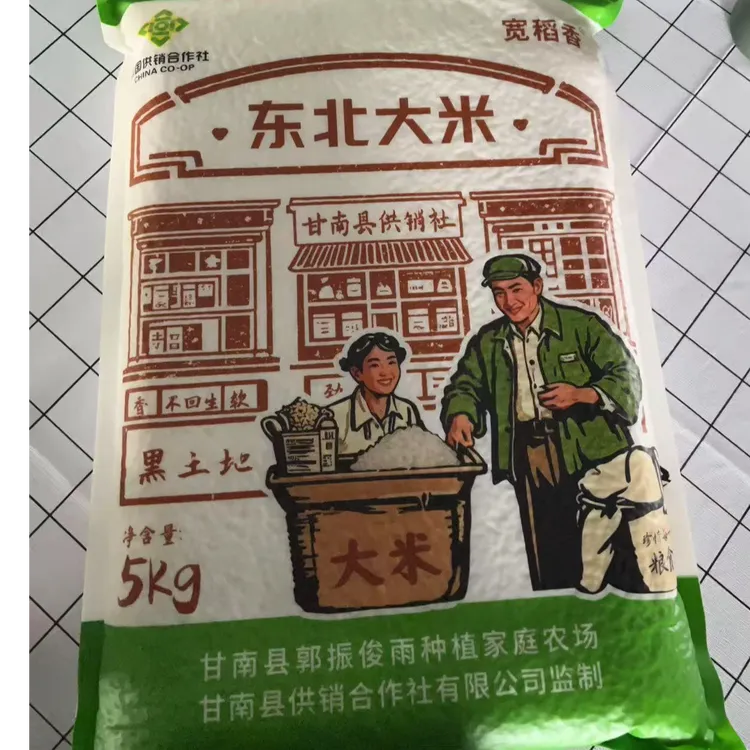 宽稻香
国供销合作社
CHINA CO-OP
东北大米
甘南县供销社
香 不回生 软
劲
黑土地
净含量:
5Kg
大米
粮食
甘南县郭振俊雨种植家庭农场
甘南县供销合作社有限公司监制